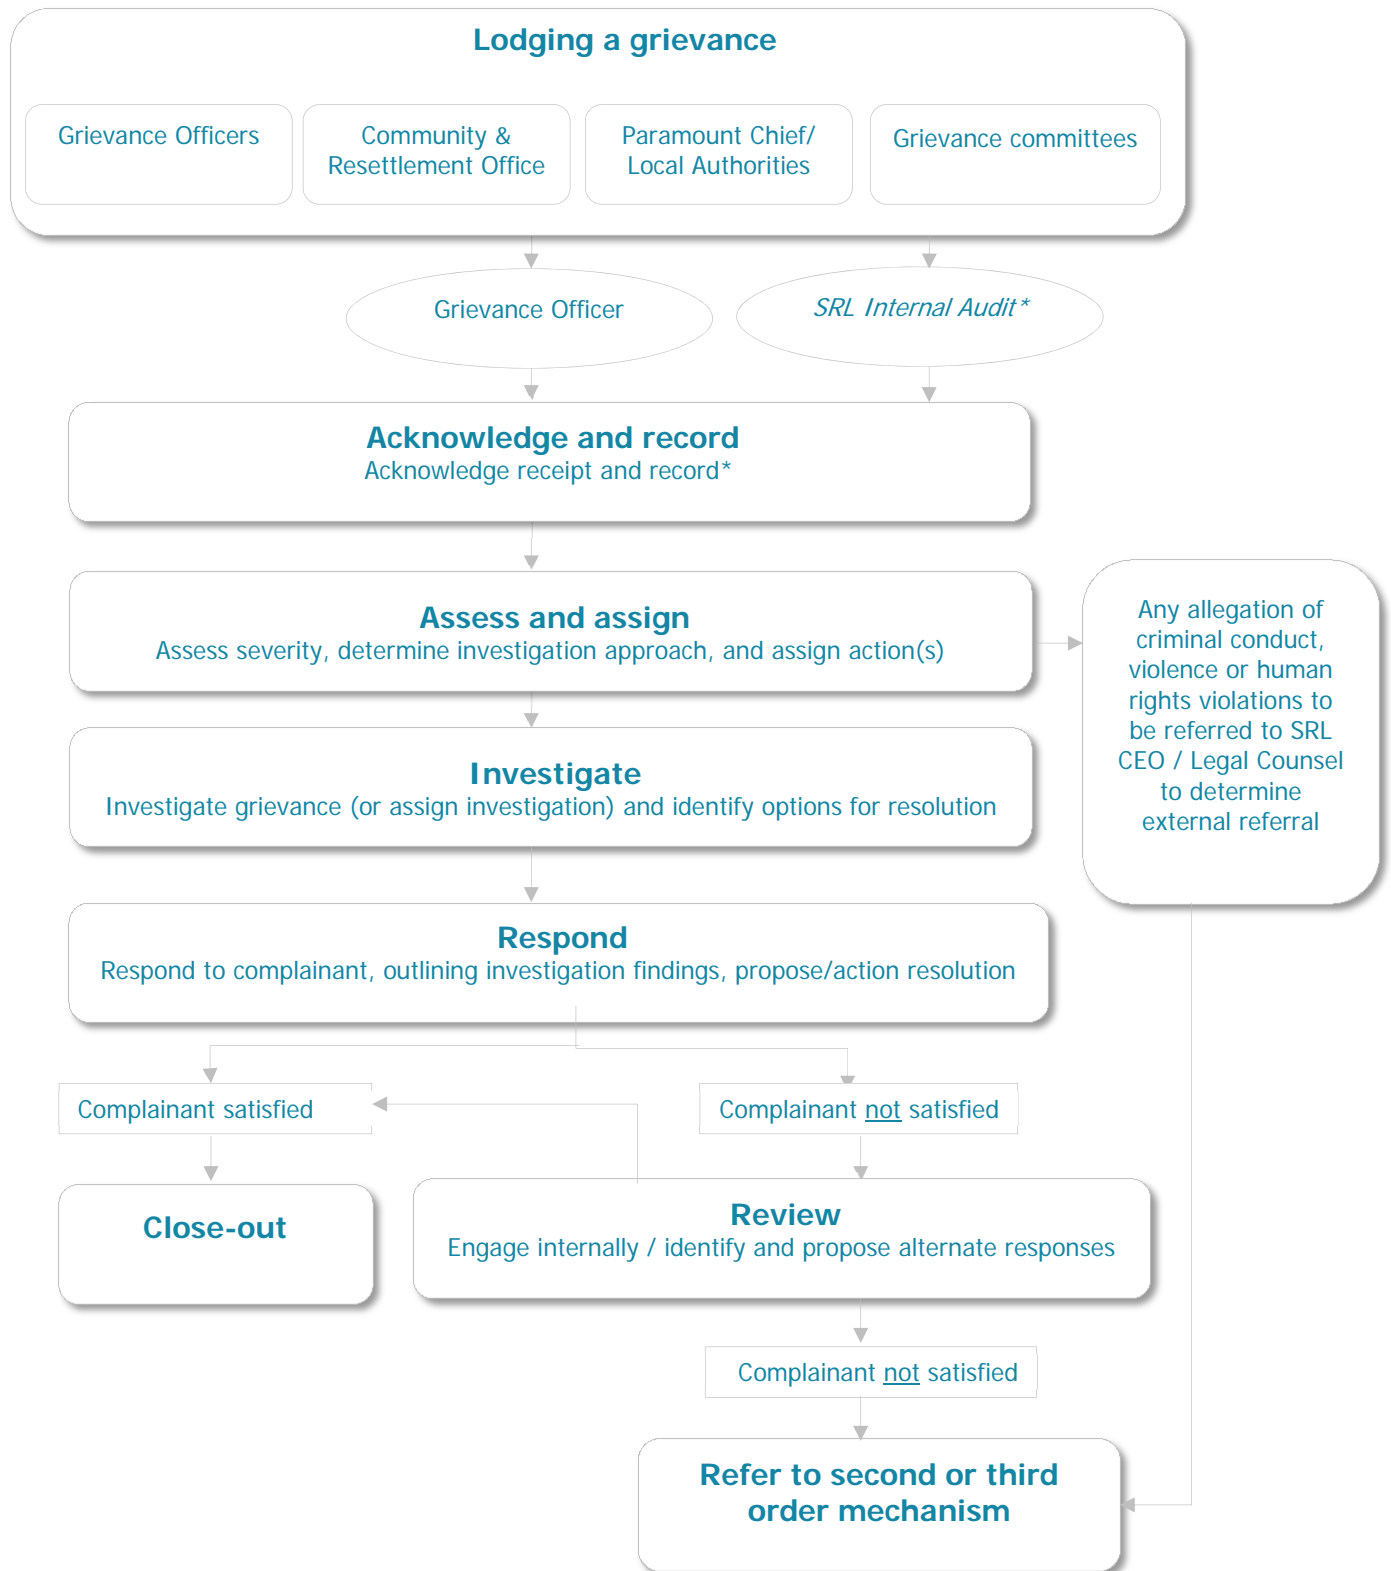 Lodging a grievance
Grievance Officers
Community &
Resettlement Office
Paramount Chief/
Local Authorities
Grievance committees
Grievance Officer
SRL Internal Audit*
Acknowledge and record
Acknowledge receipt and record*
Assess and assign
Assess severity, determine investigation approach, and assign action(s)
Any allegation of
criminal conduct,
violence or human
rights violations to
be referred to SRL
CEO / Legal Counsel
to determine
external referral
Investigate
Investigate grievance (or assign investigation) and identify options for resolution
Respond
Respond to complainant, outlining investigation findings, propose/action resolution
Complainant satisfied
Complainant not satisfied
Close-out
Review
Engage internally / identify and propose alternate responses
Complainant not satisfied
Refer to second or third
order mechanism